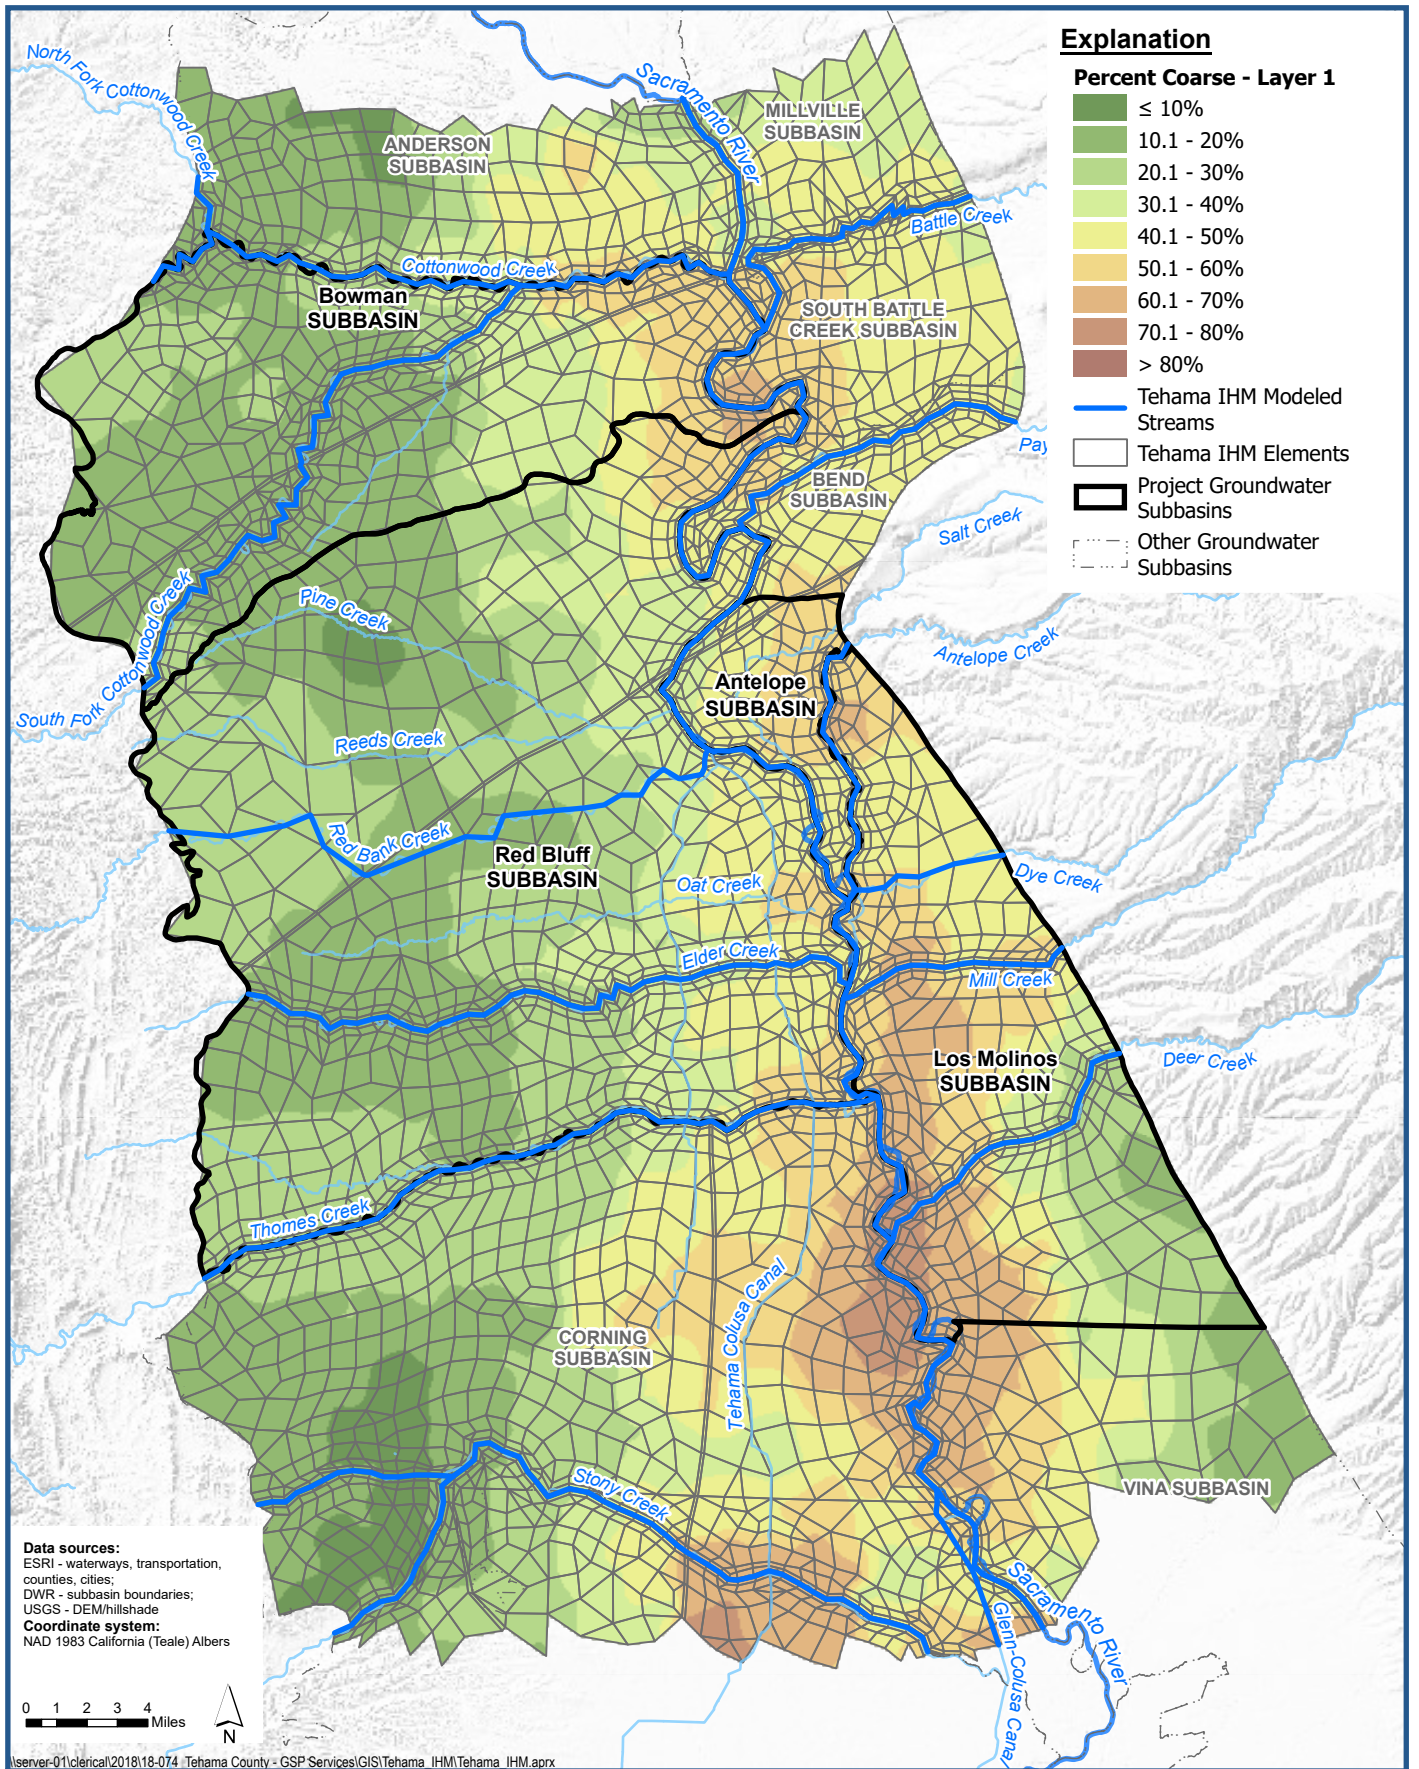 Explanation
Percent Coarse - Layer 1
≤ 10%
10.1 - 20%
20.1 - 30%
30.1 - 40%
40.1 - 50%
50.1 - 60%
60.1 - 70%
70.1 - 80%
> 80%
Tehama IHM Modeled
Streams
Tehama IHM Elements
Project Groundwater
Subbasins
Other Groundwater
Subbasins
North Fork Cottonwood Creek
Sacramento River
MILLVILLE
SUBBASIN
ANDERSON
SUBBASIN
Battle Creek
Cottonwood Creek
Bowman
SUBBASIN
SOUTH BATTLE
CREEK SUBBASIN
Pay
BEND
SUBBASIN
Salt Creek
Pine Creek
Antelope Creek
South Fork Cottonwood Creek
Antelope
SUBBASIN
Reeds Creek
Red Bank Creek
Red Bluff
SUBBASIN
Oat Creek
Dye Creek
Elder Creek
Mill Creek
Los Molinos
SUBBASIN
Deer Creek
Thomes Creek
Tehama Colusa Canal
CORNING
SUBBASIN
Stony Creek
VINA SUBBASIN
Sacramento River
Glenn-Colusa Canal
Data sources:
ESRI - waterways, transportation,
counties, cities;
DWR - subbasin boundaries;
USGS - DEM/hillshade
Coordinate system:
NAD 1983 California (Teale) Albers
0 1 2 3 4
Miles
N
\\server-01\clerical\2018\18-074_Tehama County - GSP Services\GIS\Tehama_IHM\Tehama_IHM.aprx